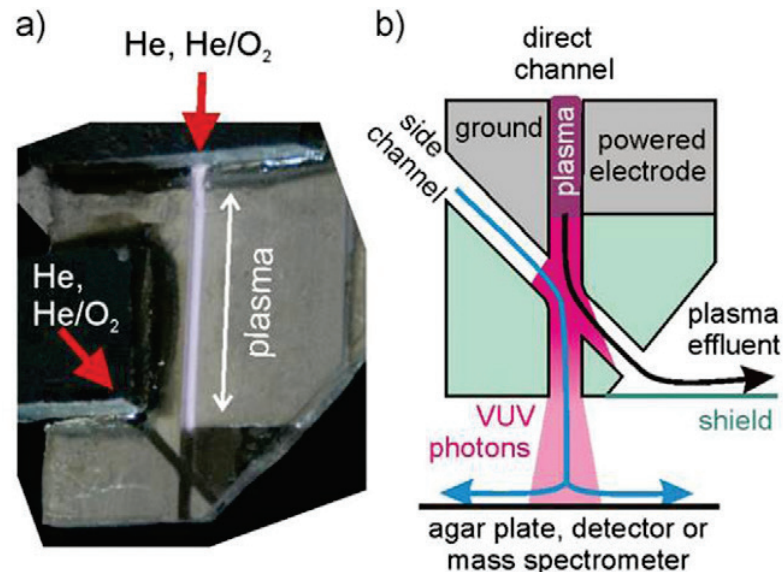 a)
He, He/O₂
He,
He/O₂
plasma
b)
direct
channel
side
channel
ground
plasma
powered
electrode
plasma
effluent
VUV
photons
shield
agar plate, detector or
mass spectrometer